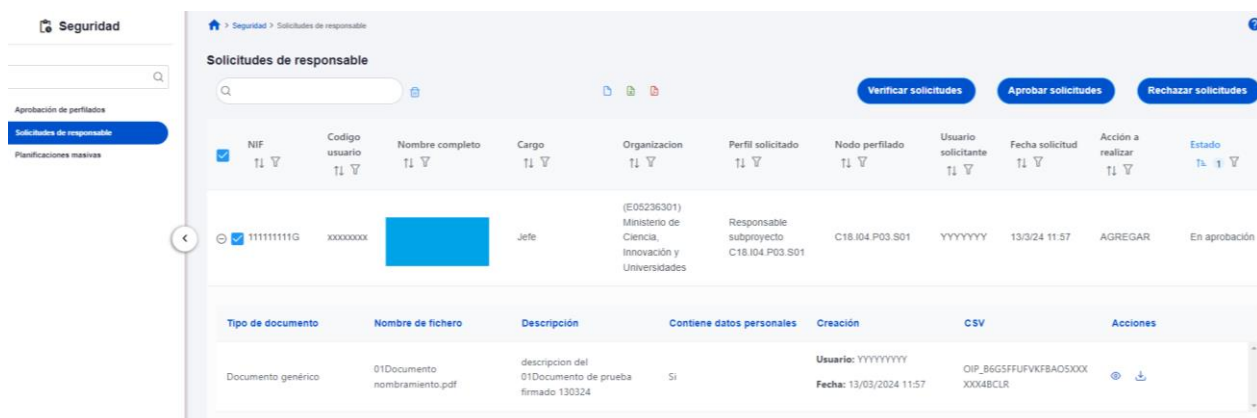 Seguridad
Aprobación de perfilados
Solicitudes de responsable
Planificaciones masivas
> Seguridad > Solicitudes de responsable
Solicitudes de responsable
Verificar solicitudes
Aprobar solicitudes
Rechazar solicitudes
NIF
Codigo
usuario
Nombre completo
Cargo
Organizacion
Perfil solicitado
Nodo perfilado
Usuario
solicitante
Fecha solicitud
Acción a
realizar
Estado
1
111111111G
xxxxxxxx
Jefe
(E05236301)
Ministerio de
Ciencia,
Innovación y
Universidades
Responsable
subproyecto
C18.I04.P03.S01
C18.I04.P03.S01
YYYYYYY
13/3/24 11:57
AGREGAR
En aprobación
Tipo de documento
Nombre de fichero
Descripción
Contiene datos personales
Creación
CSV
Acciones
Documento genérico
01Documento
nombramiento.pdf
descripcion del
01Documento de prueba
firmado 130324
Si
Usuario: YYYYYYYYY
Fecha: 13/03/2024 11:57
OIP_B6G5FFUFVKFBAO5XXX
XXX4BCLR